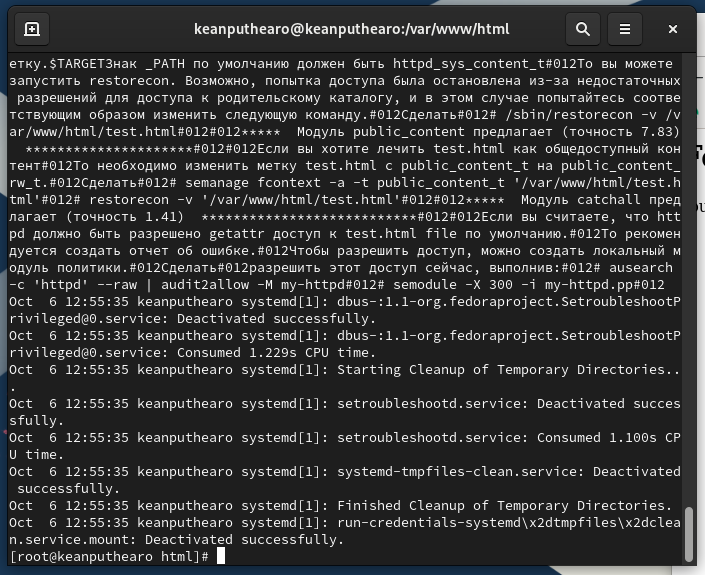 keanputhearo@keanputhearo:/var/www/html
етку.$TARGETЗнак _PATH по умолчанию должен быть httpd_sys_content_t#012То вы можете
запустить restorecon. Возможно, попытка доступа была остановлена из-за недостаточных
 разрешений для доступа к родительскому каталогу, и в этом случае попытайтесь соотве
тствующим образом изменить следующую команду.#012Сделать#012# /sbin/restorecon -v /v
ar/www/html/test.html#012#012*****  Модуль public_content предлагает (точность 7.83)
  ********************#012#012Если вы хотите лечить test.html как общедоступный кон
тент#012То необходимо изменить метку test.html с public_content_t на public_content_
rw_t.#012Сделать#012# semanage fcontext -a -t public_content_t '/var/www/html/test.h
tml'#012# restorecon -v '/var/www/html/test.html'#012#012*****  Модуль catchall пред
лагает (точность 1.41)  **************************#012#012Если вы считаете, что htt
pd должно быть разрешено getattr доступ к test.html file по умолчанию.#012То рекомен
дуется создать отчет об ошибке.#012Чтобы разрешить доступ, можно создать локальный м
одуль политики.#012Сделать#012разрешить этот доступ сейчас, выполнив:#012# ausearch
-c 'httpd' --raw | audit2allow -M my-httpd#012# semodule -X 300 -i my-httpd.pp#012
Oct  6 12:55:35 keanputhearo systemd[1]: dbus-:1.1-org.fedoraproject.SetroubleshootP
rivileged@0.service: Deactivated successfully.
Oct  6 12:55:35 keanputhearo systemd[1]: dbus-:1.1-org.fedoraproject.SetroubleshootP
rivileged@0.service: Consumed 1.229s CPU time.
Oct  6 12:55:35 keanputhearo systemd[1]: Starting Cleanup of Temporary Directories..
.
Oct  6 12:55:35 keanputhearo systemd[1]: setroubleshootd.service: Deactivated succes
sfully.
Oct  6 12:55:35 keanputhearo systemd[1]: setroubleshootd.service: Consumed 1.100s CP
U time.
Oct  6 12:55:35 keanputhearo systemd[1]: systemd-tmpfiles-clean.service: Deactivated
 successfully.
Oct  6 12:55:35 keanputhearo systemd[1]: Finished Cleanup of Temporary Directories.
Oct  6 12:55:35 keanputhearo systemd[1]: run-credentials-systemd\x2dtmpfiles\x2dclea
n.service.mount: Deactivated successfully.
[root@keanputhearo html]#